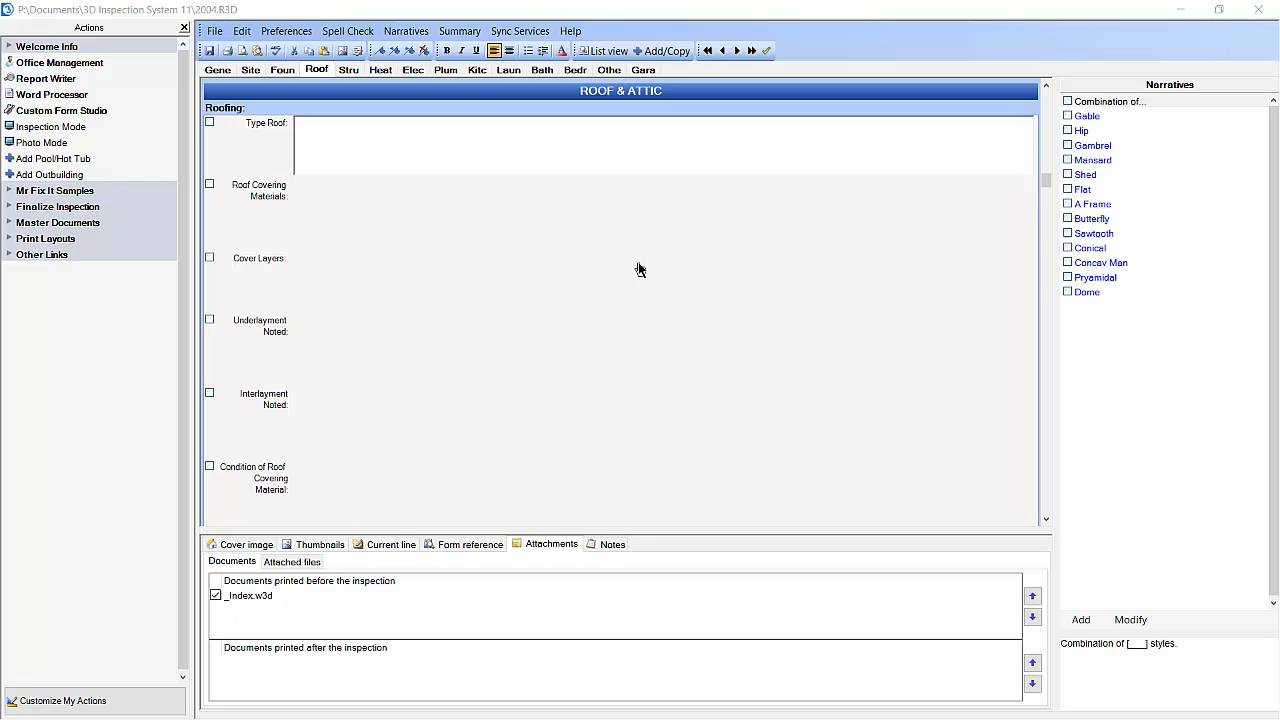 P:\Documents\3D Inspection System 11\2004.R3D
Actions
Welcome Info
Office Management
Report Writer
Word Processor
Custom Form Studio
Inspection Mode
Photo Mode
Add Pool/Hot Tub
Add Outbuilding
Mr Fix It Samples
Finalize Inspection
Master Documents
Print Layouts
Other Links
Customize My Actions
File Edit Preferences Spell Check Narratives Summary Sync Services Help
B I U A List view Add/Copy
Gene Site Foun Roof Stru Heat Elec Plum Kitc Laun Bath Bedr Othe Gara
ROOF & ATTIC
Roofing:
Type Roof:
Roof Covering
Materials:
Cover Layers:
Underlayment
Noted:
Interlayment
Noted:
Condition of Roof
Covering
Material:
Cover image Thumbnails Current line Form reference Attachments Notes
Documents Attached files
Documents printed before the inspection
_Index.w3d
Documents printed after the inspection
Narratives
Combination of...
Gable
Hip
Gambrel
Mansard
Shed
Flat
A Frame
Butterfly
Sawtooth
Conical
Concav Man
Pryamidal
Dome
Add Modify
Combination of [___] styles.